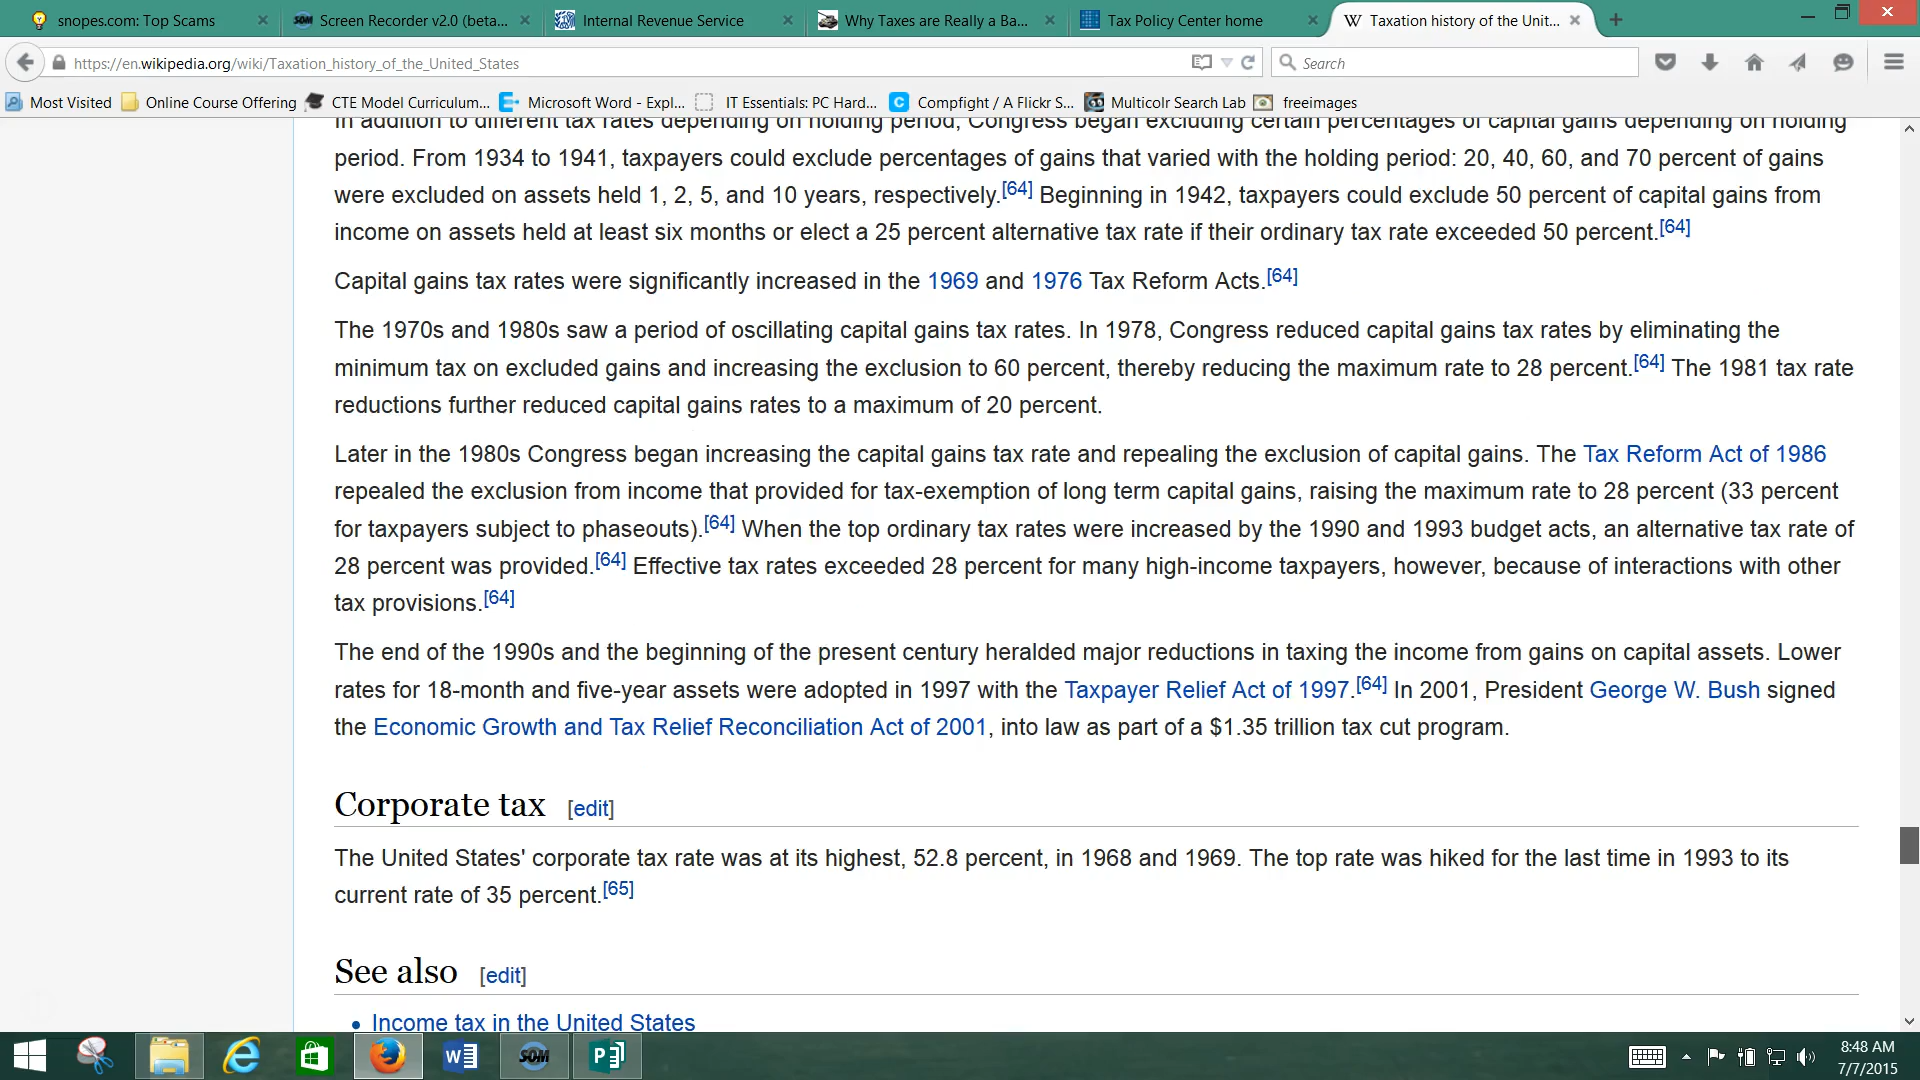 snopes.com: Top Scams
Screen Recorder v2.0 (beta...
Internal Revenue Service
Why Taxes are Really a Ba...
Tax Policy Center home
Taxation history of the Unit...
https://en.wikipedia.org/wiki/Taxation_history_of_the_United_States
Search
Most Visited
Online Course Offering
CTE Model Curriculum...
Microsoft Word - Expl...
IT Essentials: PC Hard...
Compfight / A Flickr S...
Multicolr Search Lab
freeimages
In addition to different tax rates depending on holding period, Congress began excluding certain percentages of capital gains depending on holding
period. From 1934 to 1941, taxpayers could exclude percentages of gains that varied with the holding period: 20, 40, 60, and 70 percent of gains
were excluded on assets held 1, 2, 5, and 10 years, respectively.[64] Beginning in 1942, taxpayers could exclude 50 percent of capital gains from
income on assets held at least six months or elect a 25 percent alternative tax rate if their ordinary tax rate exceeded 50 percent.[64]
Capital gains tax rates were significantly increased in the 1969 and 1976 Tax Reform Acts.[64]
The 1970s and 1980s saw a period of oscillating capital gains tax rates. In 1978, Congress reduced capital gains tax rates by eliminating the
minimum tax on excluded gains and increasing the exclusion to 60 percent, thereby reducing the maximum rate to 28 percent.[64] The 1981 tax rate
reductions further reduced capital gains rates to a maximum of 20 percent.
Later in the 1980s Congress began increasing the capital gains tax rate and repealing the exclusion of capital gains. The Tax Reform Act of 1986
repealed the exclusion from income that provided for tax-exemption of long term capital gains, raising the maximum rate to 28 percent (33 percent
for taxpayers subject to phaseouts).[64] When the top ordinary tax rates were increased by the 1990 and 1993 budget acts, an alternative tax rate of
28 percent was provided.[64] Effective tax rates exceeded 28 percent for many high-income taxpayers, however, because of interactions with other
tax provisions.[64]
The end of the 1990s and the beginning of the present century heralded major reductions in taxing the income from gains on capital assets. Lower
rates for 18-month and five-year assets were adopted in 1997 with the Taxpayer Relief Act of 1997.[64] In 2001, President George W. Bush signed
the Economic Growth and Tax Relief Reconciliation Act of 2001, into law as part of a $1.35 trillion tax cut program.
Corporate tax [edit]
The United States' corporate tax rate was at its highest, 52.8 percent, in 1968 and 1969. The top rate was hiked for the last time in 1993 to its
current rate of 35 percent.[65]
See also [edit]
• Income tax in the United States
SOM
8:48 AM
7/7/2015